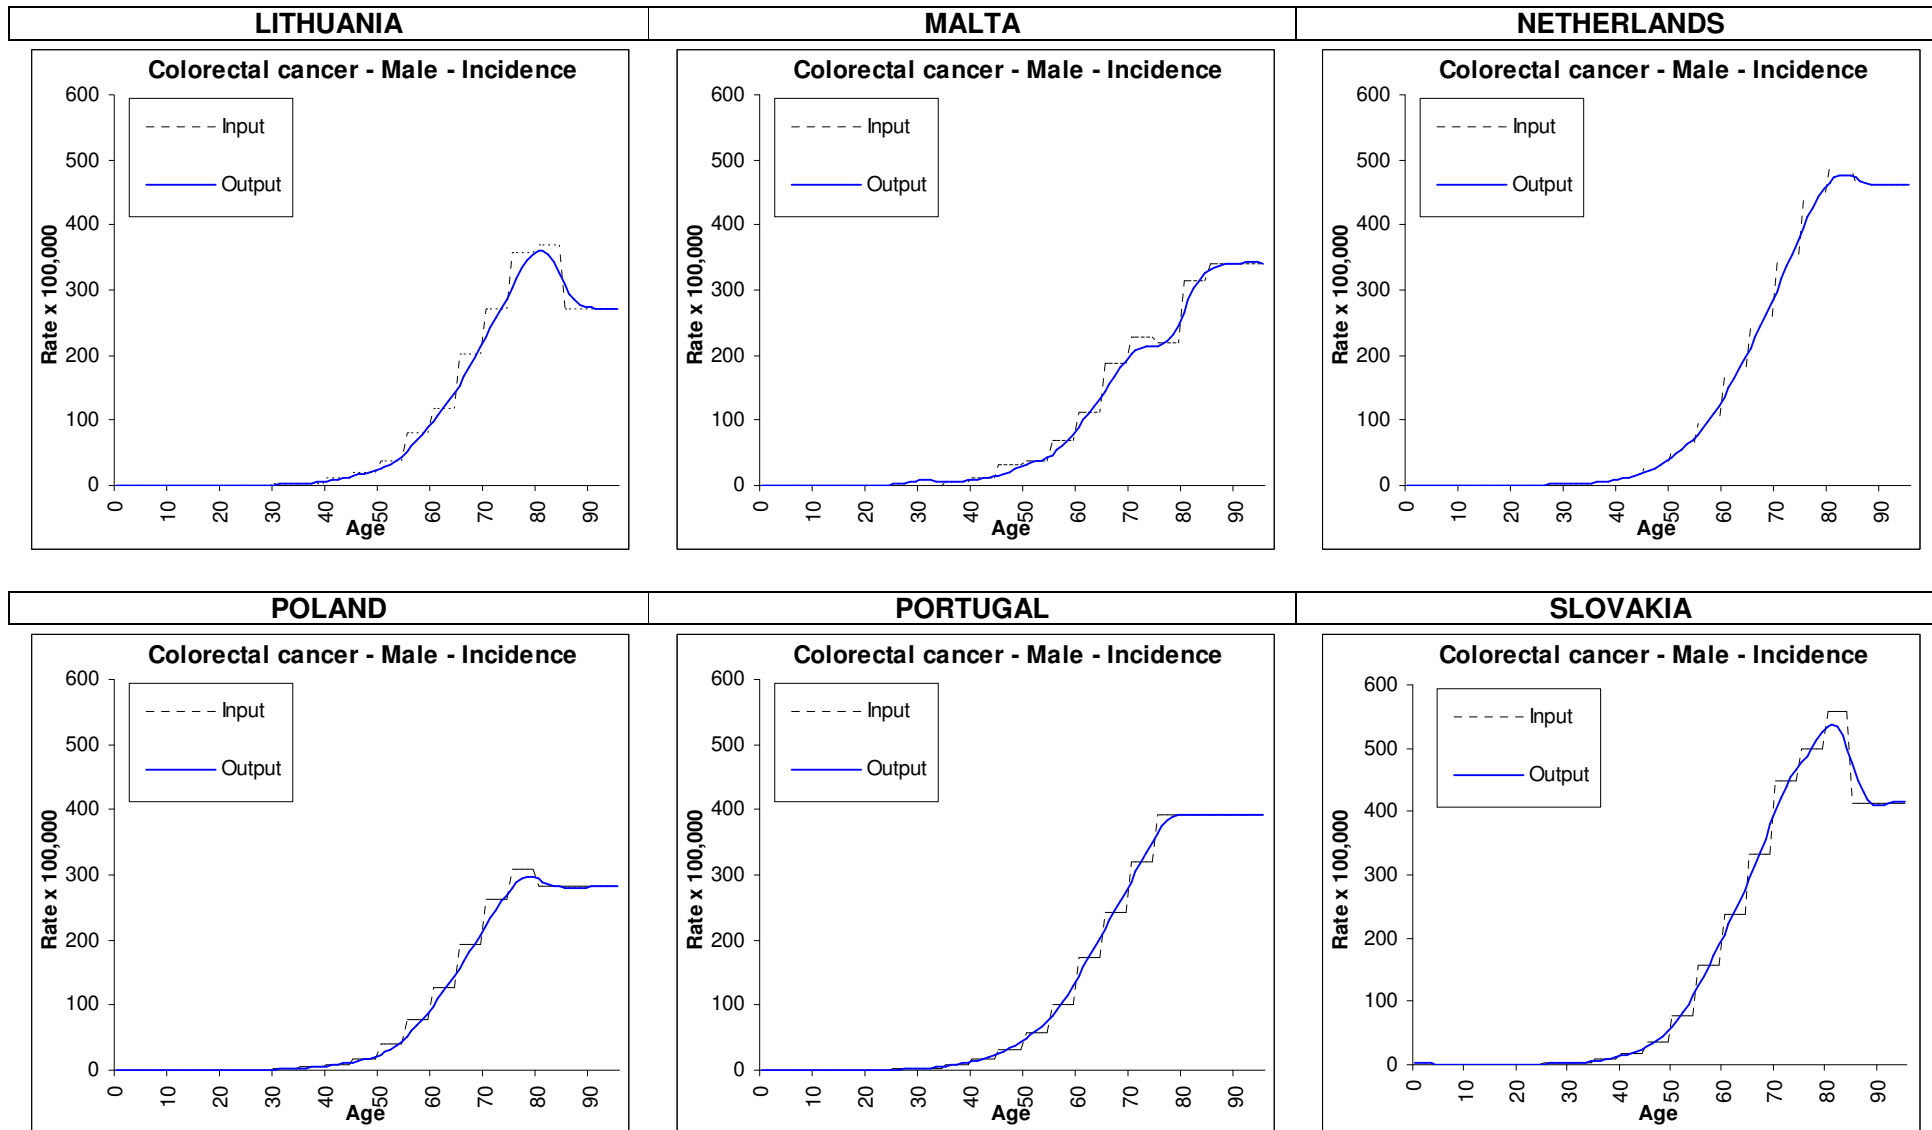 LITHUANIA MALTA NETHERLANDS
Colorectal cancer - Male - Incidence
600
500
400
300
200
100
0
Rate x 100,000
Input
Output
0 10 20 30 40 50 60 70 80 90
Age
Colorectal cancer - Male - Incidence
600
500
400
300
200
100
0
Rate x 100,000
Input
Output
0 10 20 30 40 50 60 70 80 90
Age
Colorectal cancer - Male - Incidence
600
500
400
300
200
100
0
Rate x 100,000
Input
Output
0 10 20 30 40 50 60 70 80 90
Age
POLAND PORTUGAL SLOVAKIA
Colorectal cancer - Male - Incidence
600
500
400
300
200
100
0
Rate x 100,000
Input
Output
0 10 20 30 40 50 60 70 80 90
Age
Colorectal cancer - Male - Incidence
600
500
400
300
200
100
0
Rate x 100,000
Input
Output
0 10 20 30 40 50 60 70 80 90
Age
Colorectal cancer - Male - Incidence
600
500
400
300
200
100
0
Rate x 100,000
Input
Output
0 10 20 30 40 50 60 70 80 90
Age